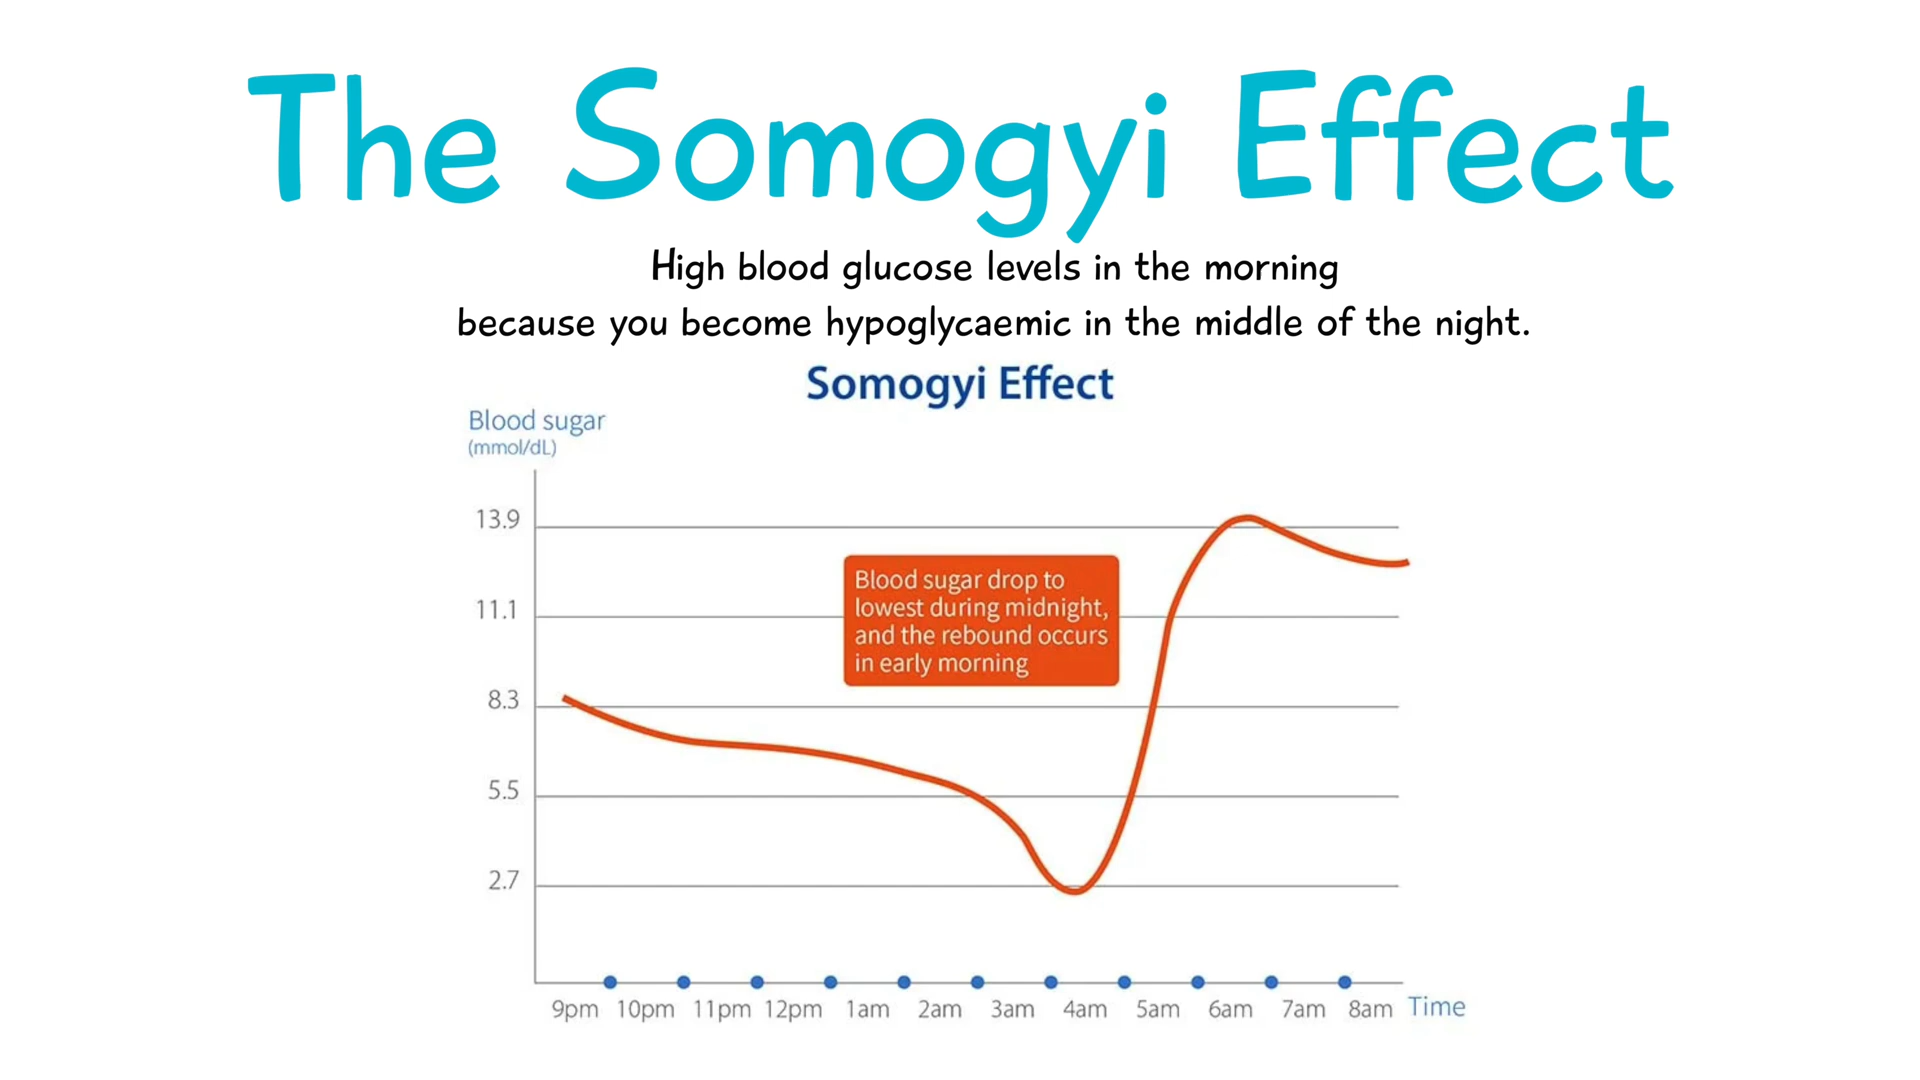 The Somogyi Effect
High blood glucose levels in the morning
because you become hypoglycaemic in the middle of the night.
Somogyi Effect
Blood sugar
(mmol/dL)
13.9
11.1
8.3
5.5
2.7
Blood sugar drop to
lowest during midnight,
and the rebound occurs
in early morning
9pm 10pm 11pm 12pm 1am 2am 3am 4am 5am 6am 7am 8am Time